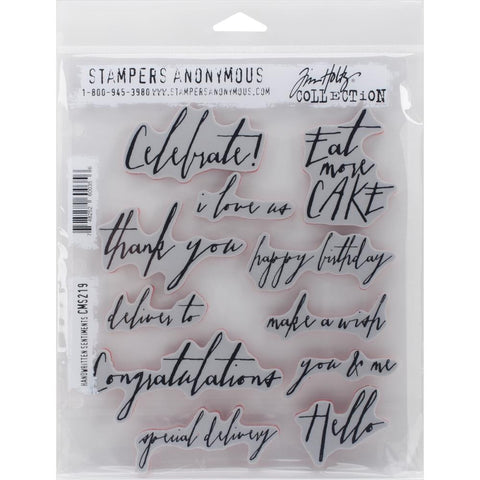 STAMPERS ANONYMOUS
1-800-945-3980 WWW.STAMPERSANONYMOUS.COM
Tim Holtz
COLLECTION
Celebrate!
Eat
more
CAKE
i love us
thank you
happy birthday
deliver to
make a wish
Congratulations
you & me
special delivery
Hello
HANDWRITTEN SENTIMENTS CMS219